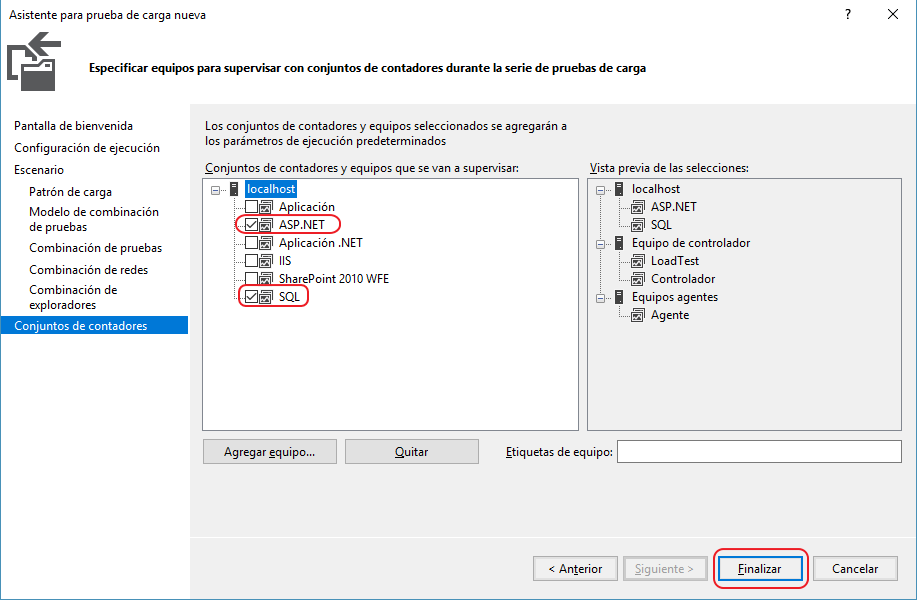 Asistente para prueba de carga nueva
?
Especificar equipos para supervisar con conjuntos de contadores durante la serie de pruebas de carga
Pantalla de bienvenida
Configuración de ejecución
Escenario
Patrón de carga
Modelo de combinación
de pruebas
Combinación de pruebas
Combinación de redes
Combinación de
exploradores
Conjuntos de contadores
Los conjuntos de contadores y equipos seleccionados se agregarán a
los parámetros de ejecución predeterminados
Conjuntos de contadores y equipos que se van a supervisar:
localhost
Aplicación
ASP.NET
Aplicación .NET
IIS
SharePoint 2010 WFE
SQL
Agregar equipo...
Quitar
Vista previa de las selecciones:
localhost
ASP.NET
SQL
Equipo de controlador
LoadTest
Controlador
Equipos agentes
Agente
Etiquetas de equipo:
< Anterior
Siguiente >
Finalizar
Cancelar